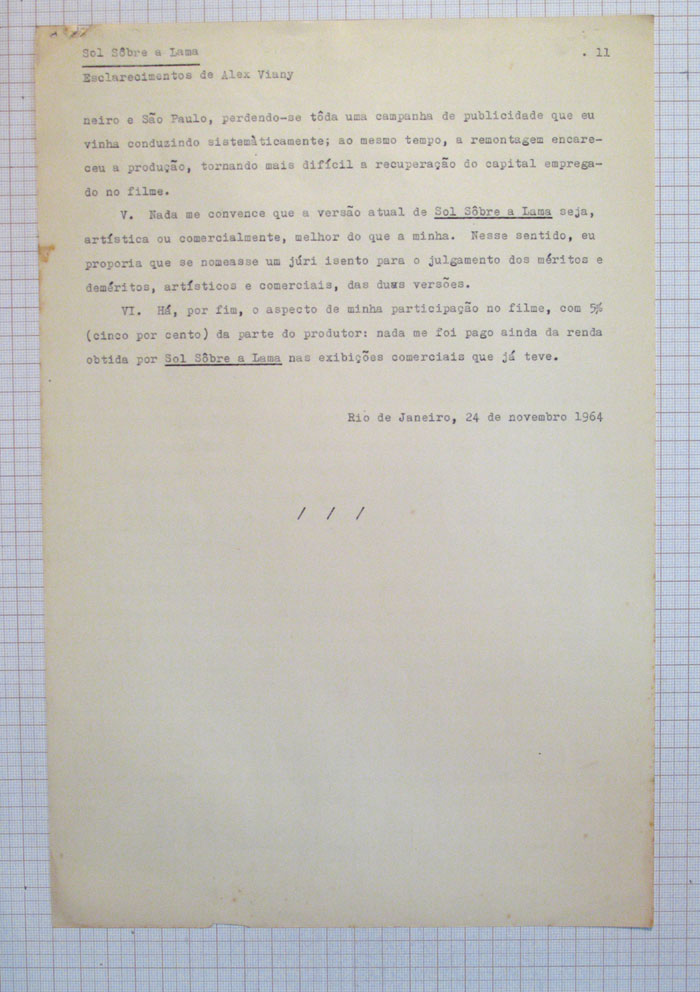 Sol Sôbre a Lama . 11
Esclarecimentos de Alex Viany
neiro e São Paulo, perdendo-se tôda uma campanha de publicidade que eu
vinha conduzindo sistemàticamente; ao mesmo tempo, a remontagem encare-
ceu a produção, tornando mais difícil a recuperação do capital emprega-
do no filme.
V. Nada me convence que a versão atual de Sol Sôbre a Lama seja,
artística ou comercialmente, melhor do que a minha. Nesse sentido, eu
proporia que se nomeasse um júri isento para o julgamento dos méritos e
deméritos, artísticos e comerciais, das duas versões.
VI. Há, por fim, o aspecto de minha participação no filme, com 5%
(cinco por cento) da parte do produtor: nada me foi pago ainda da renda
obtida por Sol Sôbre a Lama nas exibições comerciais que já teve.
Rio de Janeiro, 24 de novembro 1964
/ / /